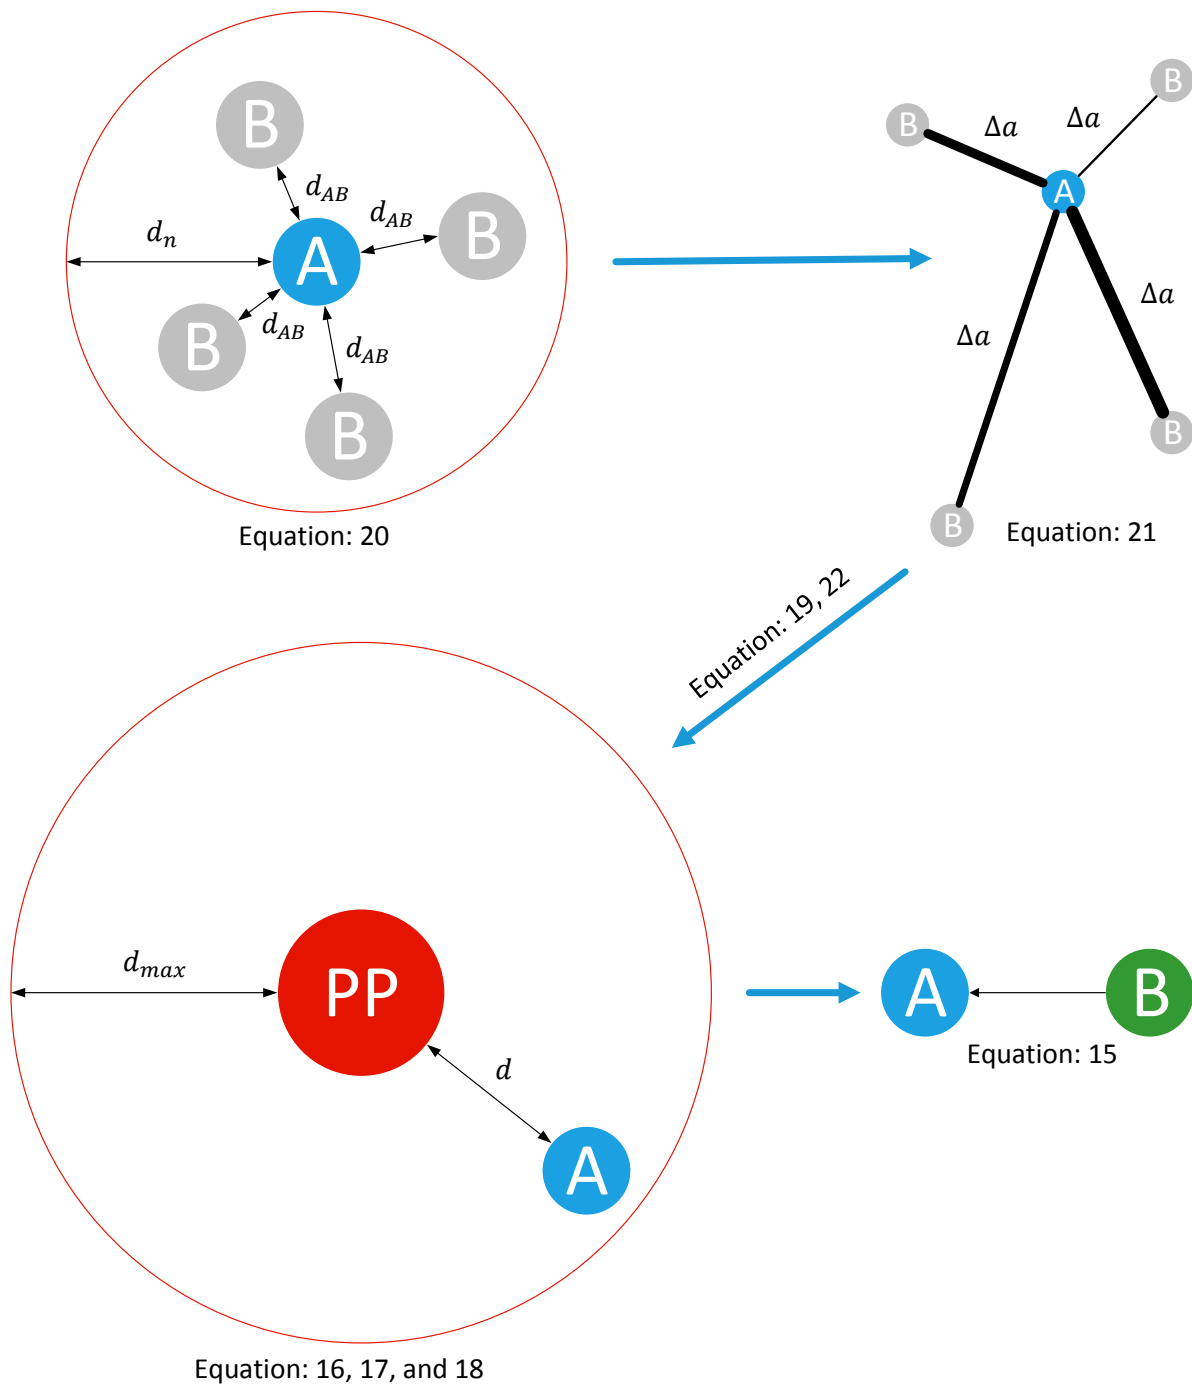 B
d_AB
d_AB
B
d_n
A
B
d_AB
d_AB
B
Equation: 20
B
B
Δa
Δa
A
Δa
Δa
B
B
Equation: 21
Equation: 19, 22
d_max
PP
d
A
Equation: 16, 17, and 18
A
B
Equation: 15